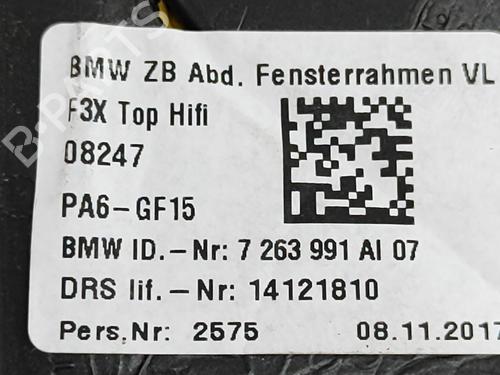 BMW ZB Abd. Fensterrahmen VL
F3X Top Hifi
08247
PA6-GF15
BMW ID.-Nr: 7 263 991 AI 07
DRS lif.-Nr: 14121810
Pers.Nr: 2575 08.11.2017
B-PARTS